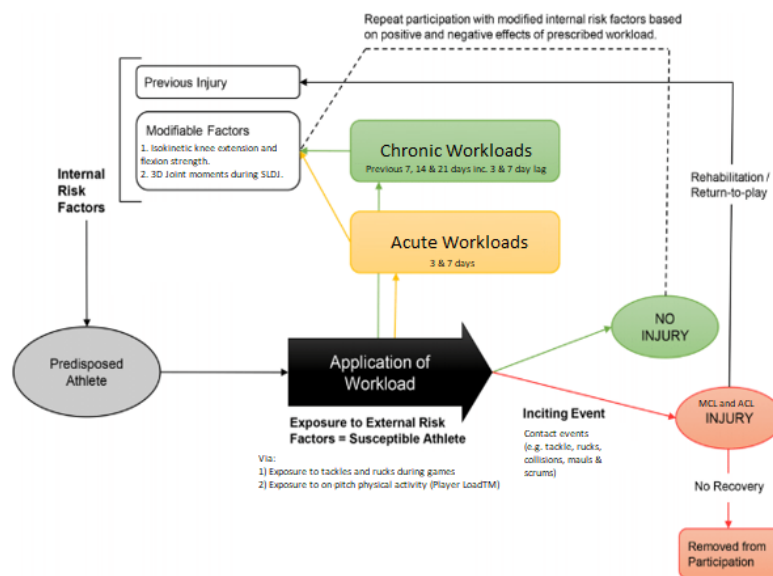 Repeat participation with modified internal risk factors based
on positive and negative effects of prescribed workload.
Previous Injury
Modifiable Factors
1. Isokinetic knee extension and
flexion strength.
2. 3D Joint moments during SLDJ.
Internal
Risk
Factors
Chronic Workloads
Previous 7, 14 & 21 days inc. 3 & 7 day lag
Acute Workloads
3 & 7 days
Rehabilitation /
Return-to-play
Predisposed
Athlete
Application of
Workload
NO
INJURY
Exposure to External Risk
Factors = Susceptible Athlete
Via:
1) Exposure to tackles and rucks during games
2) Exposure to on-pitch physical activity (Player LoadTM)
Inciting Event
Contact events
(e.g. tackle, rucks,
collisions, mauls &
scrums)
MCL and ACL
INJURY
No Recovery
Removed from
Participation